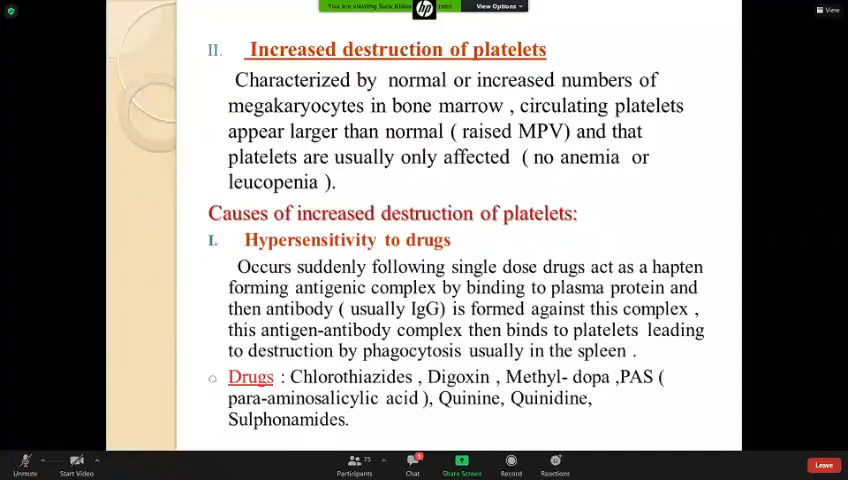 You are viewing Sura
View Options
View
II. Increased destruction of platelets
Characterized by normal or increased numbers of
megakaryocytes in bone marrow , circulating platelets
appear larger than normal ( raised MPV) and that
platelets are usually only affected ( no anemia or
leucopenia ).
Causes of increased destruction of platelets:
I. Hypersensitivity to drugs
Occurs suddenly following single dose drugs act as a hapten
forming antigenic complex by binding to plasma protein and
then antibody ( usually IgG) is formed against this complex ,
this antigen-antibody complex then binds to platelets leading
to destruction by phagocytosis usually in the spleen .
Drugs : Chlorothiazides , Digoxin , Methyl- dopa ,PAS (
para-aminosalicylic acid ), Quinine, Quinidine,
Sulphonamides.
Unmute
Start Video
75
Participants
Chat
Share Screen
Record
Reactions
Leave